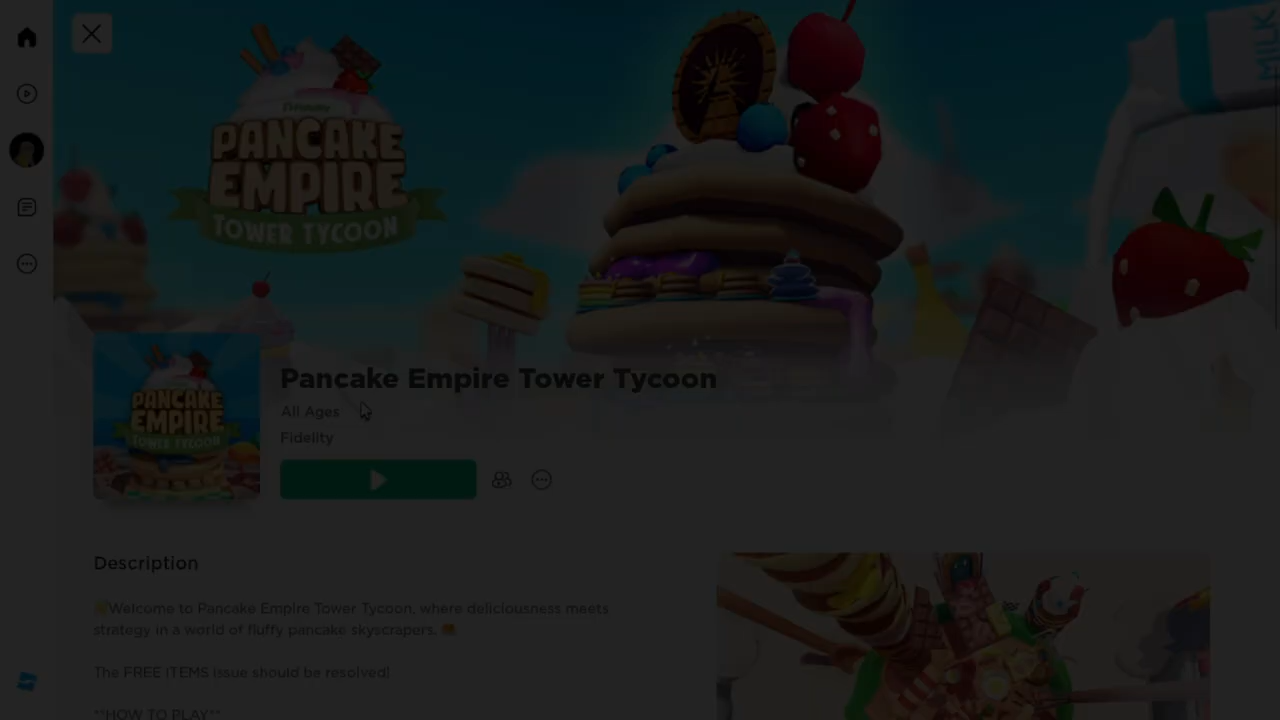 MILK
Fidelity
PANCAKE
EMPIRE
TOWER TYCOON
PANCAKE
EMPIRE
TOWER TYCOON
Pancake Empire Tower Tycoon
All Ages
Fidelity
Description
👋Welcome to Pancake Empire Tower Tycoon, where deliciousness meets
strategy in a world of fluffy pancake skyscrapers. 🥞
The FREE ITEMS issue should be resolved!
**HOW TO PLAY**